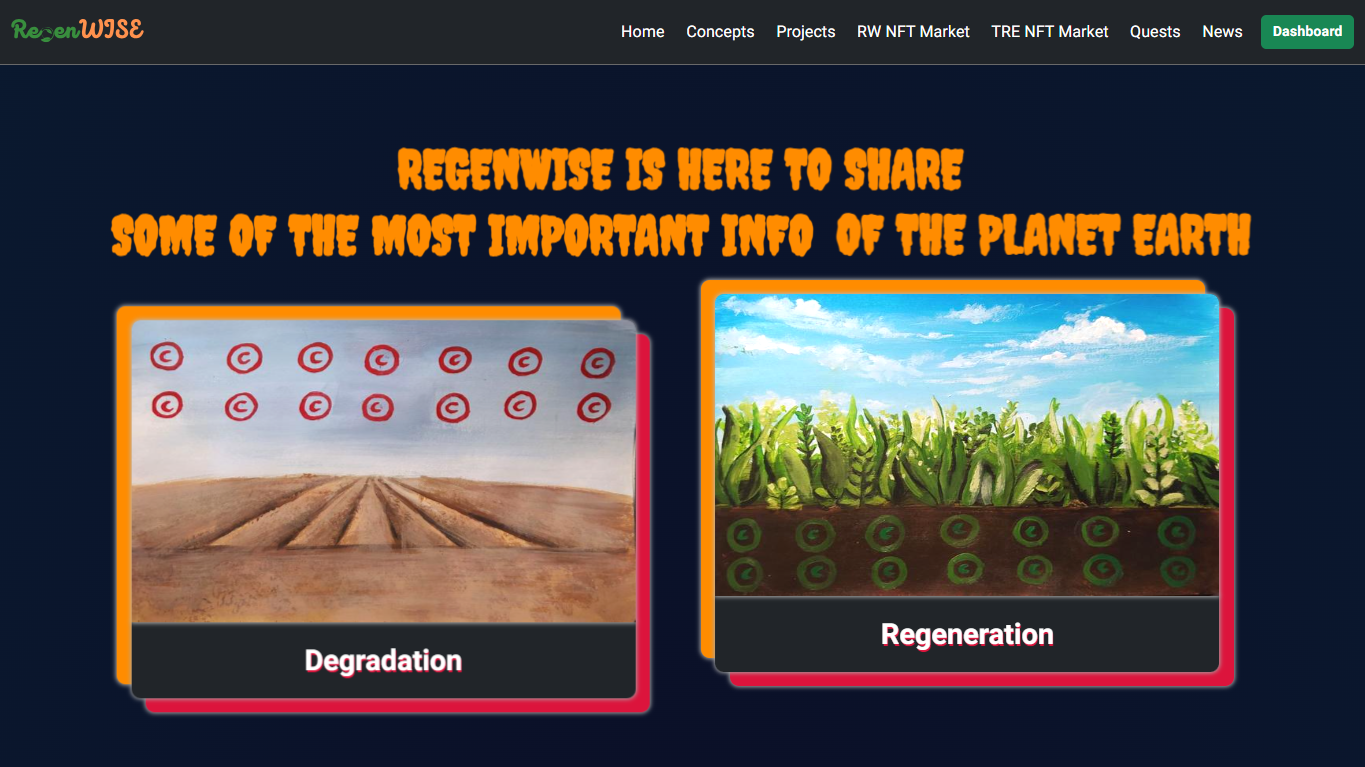 RegenWISE
Home Concepts Projects RW NFT Market TRE NFT Market Quests News Dashboard
REGENWISE IS HERE TO SHARE
SOME OF THE MOST IMPORTANT INFO OF THE PLANET EARTH
C C C C C C C
C C C C C C C
C C C C C C C
C C C C C C C
Regeneration
Degradation